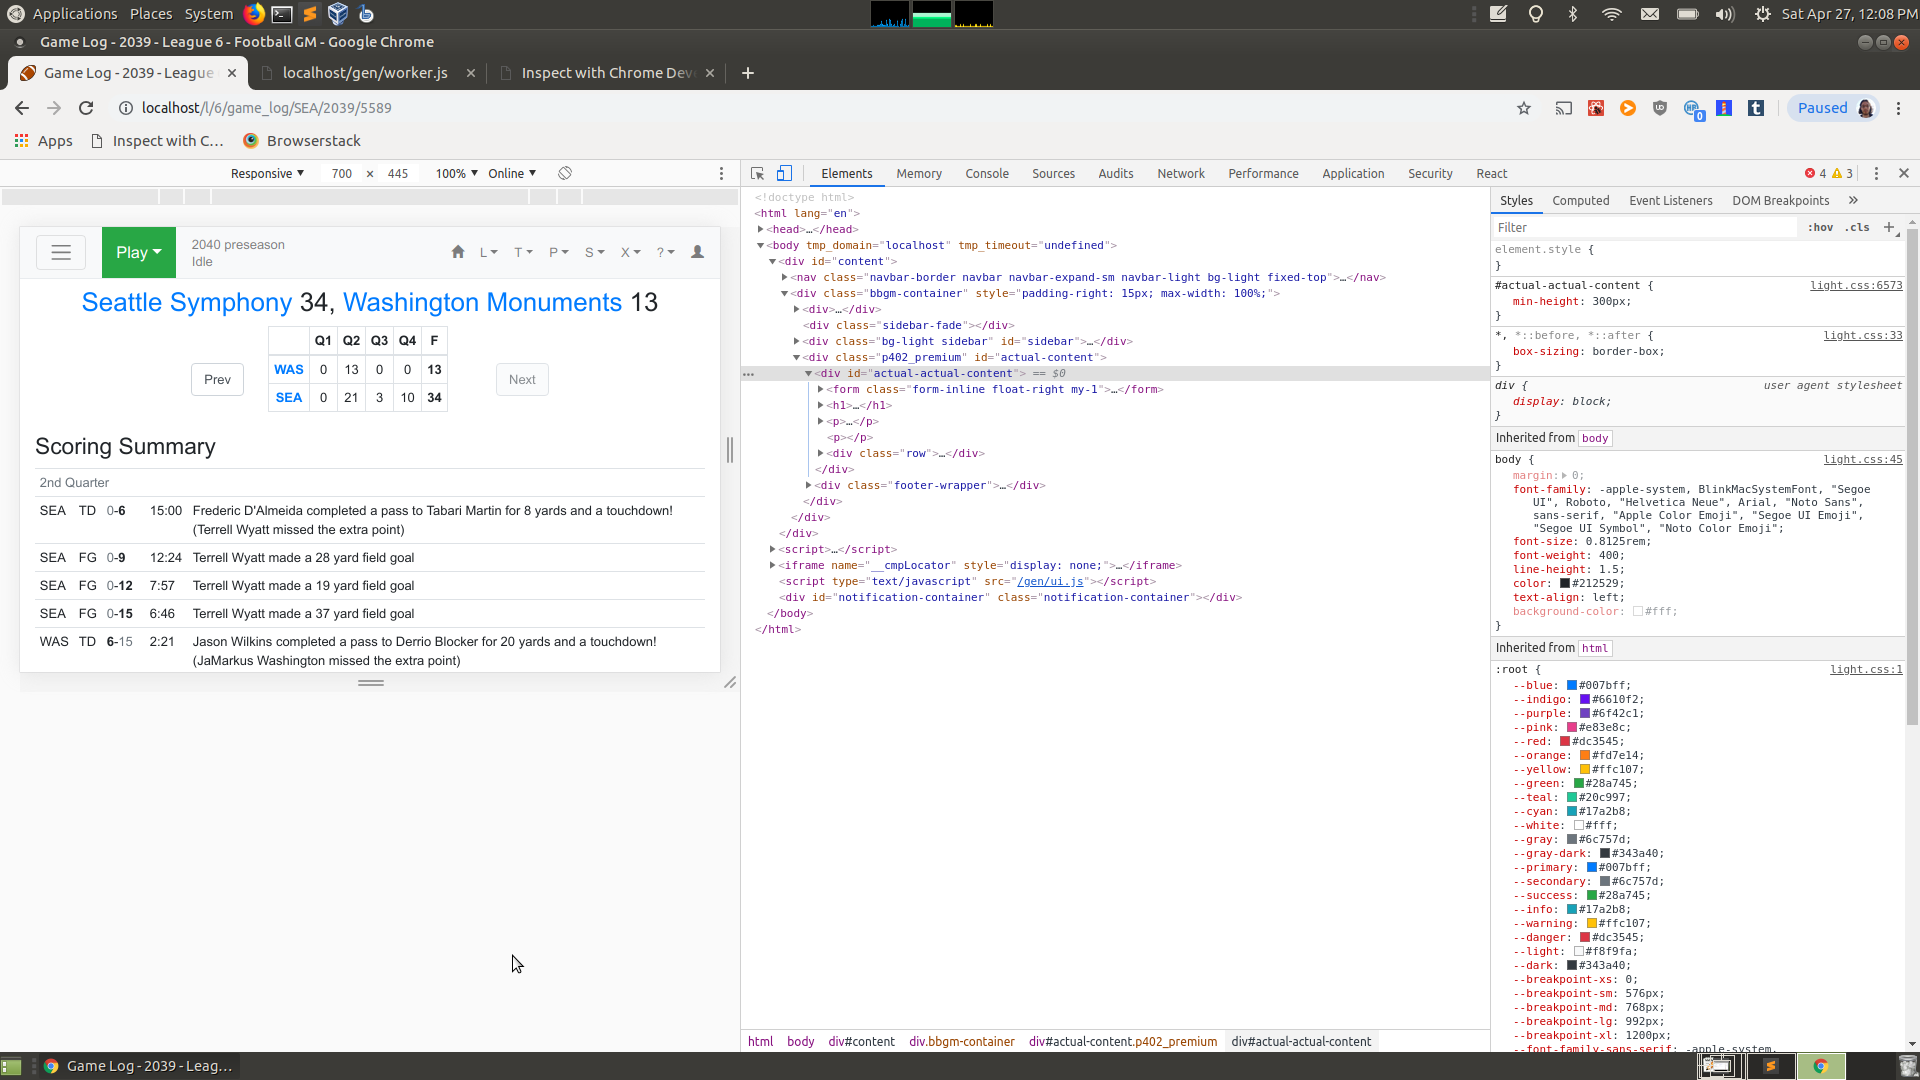 Applications Places System
Sat Apr 27, 12:08 PM
Game Log - 2039 - League 6 - Football GM - Google Chrome
Game Log - 2039 - League
localhost/gen/worker.js
Inspect with Chrome Dev
localhost/l/6/game_log/SEA/2039/5589
0
Paused
Apps
Inspect with C...
Browserstack
Responsive
700 × 445
100%
Online
Elements Memory Console Sources Audits Network Performance Application Security React
4 3
Play
2040 preseason
Idle
L T P S X ?
Seattle Symphony 34, Washington Monuments 13
Q1 Q2 Q3 Q4 F
WAS 0 13 0 0 13
SEA 0 21 3 10 34
Prev
Next
Scoring Summary
2nd Quarter
SEA TD 0-6 15:00 Frederic D'Almeida completed a pass to Tabari Martin for 8 yards and a touchdown!
(Terrell Wyatt missed the extra point)
SEA FG 0-9 12:24 Terrell Wyatt made a 28 yard field goal
SEA FG 0-12 7:57 Terrell Wyatt made a 19 yard field goal
SEA FG 0-15 6:46 Terrell Wyatt made a 37 yard field goal
WAS TD 6-15 2:21 Jason Wilkins completed a pass to Derrio Blocker for 20 yards and a touchdown!
(JaMarkus Washington missed the extra point)
<!doctype html>
<html lang="en">
<head>…</head>
<body tmp_domain="localhost" tmp_timeout="undefined">
<div id="content">
<nav class="navbar-border navbar navbar-expand-sm navbar-light bg-light fixed-top">…</nav>
<div class="bbgm-container" style="padding-right: 15px; max-width: 100%;">
<div>…</div>
<div class="sidebar-fade"></div>
<div class="bg-light sidebar" id="sidebar">…</div>
<div class="p402_premium" id="actual-content">
<div id="actual-actual-content"> == $0
<form class="form-inline float-right my-1">…</form>
<h1>…</h1>
<p>…</p>
<p></p>
<div class="row">…</div>
</div>
<div class="footer-wrapper">…</div>
</div>
</div>
</div>
<script>…</script>
<iframe name="__cmpLocator" style="display: none;">…</iframe>
<script type="text/javascript" src="/gen/ui.js"></script>
<div id="notification-container" class="notification-container"></div>
</body>
</html>
html body div#content div.bbgm-container div#actual-content.p402_premium div#actual-actual-content
Styles Computed Event Listeners DOM Breakpoints »
Filter
:hov .cls +
element.style {
}
#actual-actual-content { light.css:6573
min-height: 300px;
}
*, *::before, *::after { light.css:33
box-sizing: border-box;
}
div { user agent stylesheet
display: block;
}
Inherited from body
body { light.css:45
margin: 0;
font-family: -apple-system, BlinkMacSystemFont, "Segoe
UI", Roboto, "Helvetica Neue", Arial, "Noto Sans",
sans-serif, "Apple Color Emoji", "Segoe UI Emoji",
"Segoe UI Symbol", "Noto Color Emoji";
font-size: 0.8125rem;
font-weight: 400;
line-height: 1.5;
color: #212529;
text-align: left;
background-color: #fff;
}
Inherited from html
:root { light.css:1
--blue: #007bff;
--indigo: #6610f2;
--purple: #6f42c1;
--pink: #e83e8c;
--red: #dc3545;
--orange: #fd7e14;
--yellow: #ffc107;
--green: #28a745;
--teal: #20c997;
--cyan: #17a2b8;
--white: #fff;
--gray: #6c757d;
--gray-dark: #343a40;
--primary: #007bff;
--secondary: #6c757d;
--success: #28a745;
--info: #17a2b8;
--warning: #ffc107;
--danger: #dc3545;
--light: #f8f9fa;
--dark: #343a40;
--breakpoint-xs: 0;
--breakpoint-sm: 576px;
--breakpoint-md: 768px;
--breakpoint-lg: 992px;
--breakpoint-xl: 1200px;
--font-family-sans-serif: -apple-system,
Game Log - 2039 - Leag...